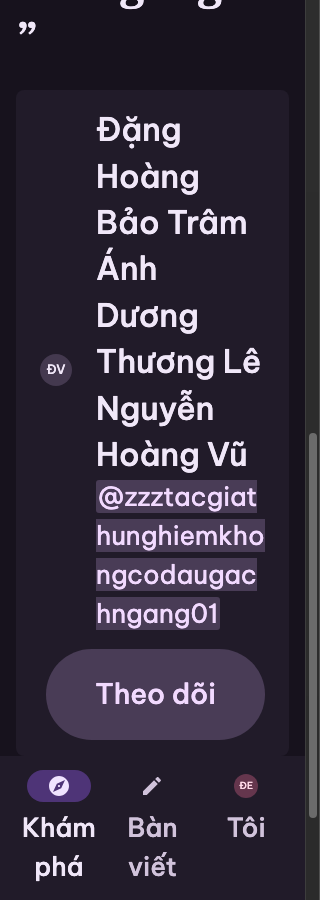 ”
Đặng
Hoàng
Bảo Trâm
Ánh
Dương
ĐV
Thương Lê
Nguyễn
Hoàng Vũ
@zzztacgiat
hunghiemkho
ngcodaugac
hngang01
Theo dõi
ĐE
Khám
phá
Bàn
viết
Tôi